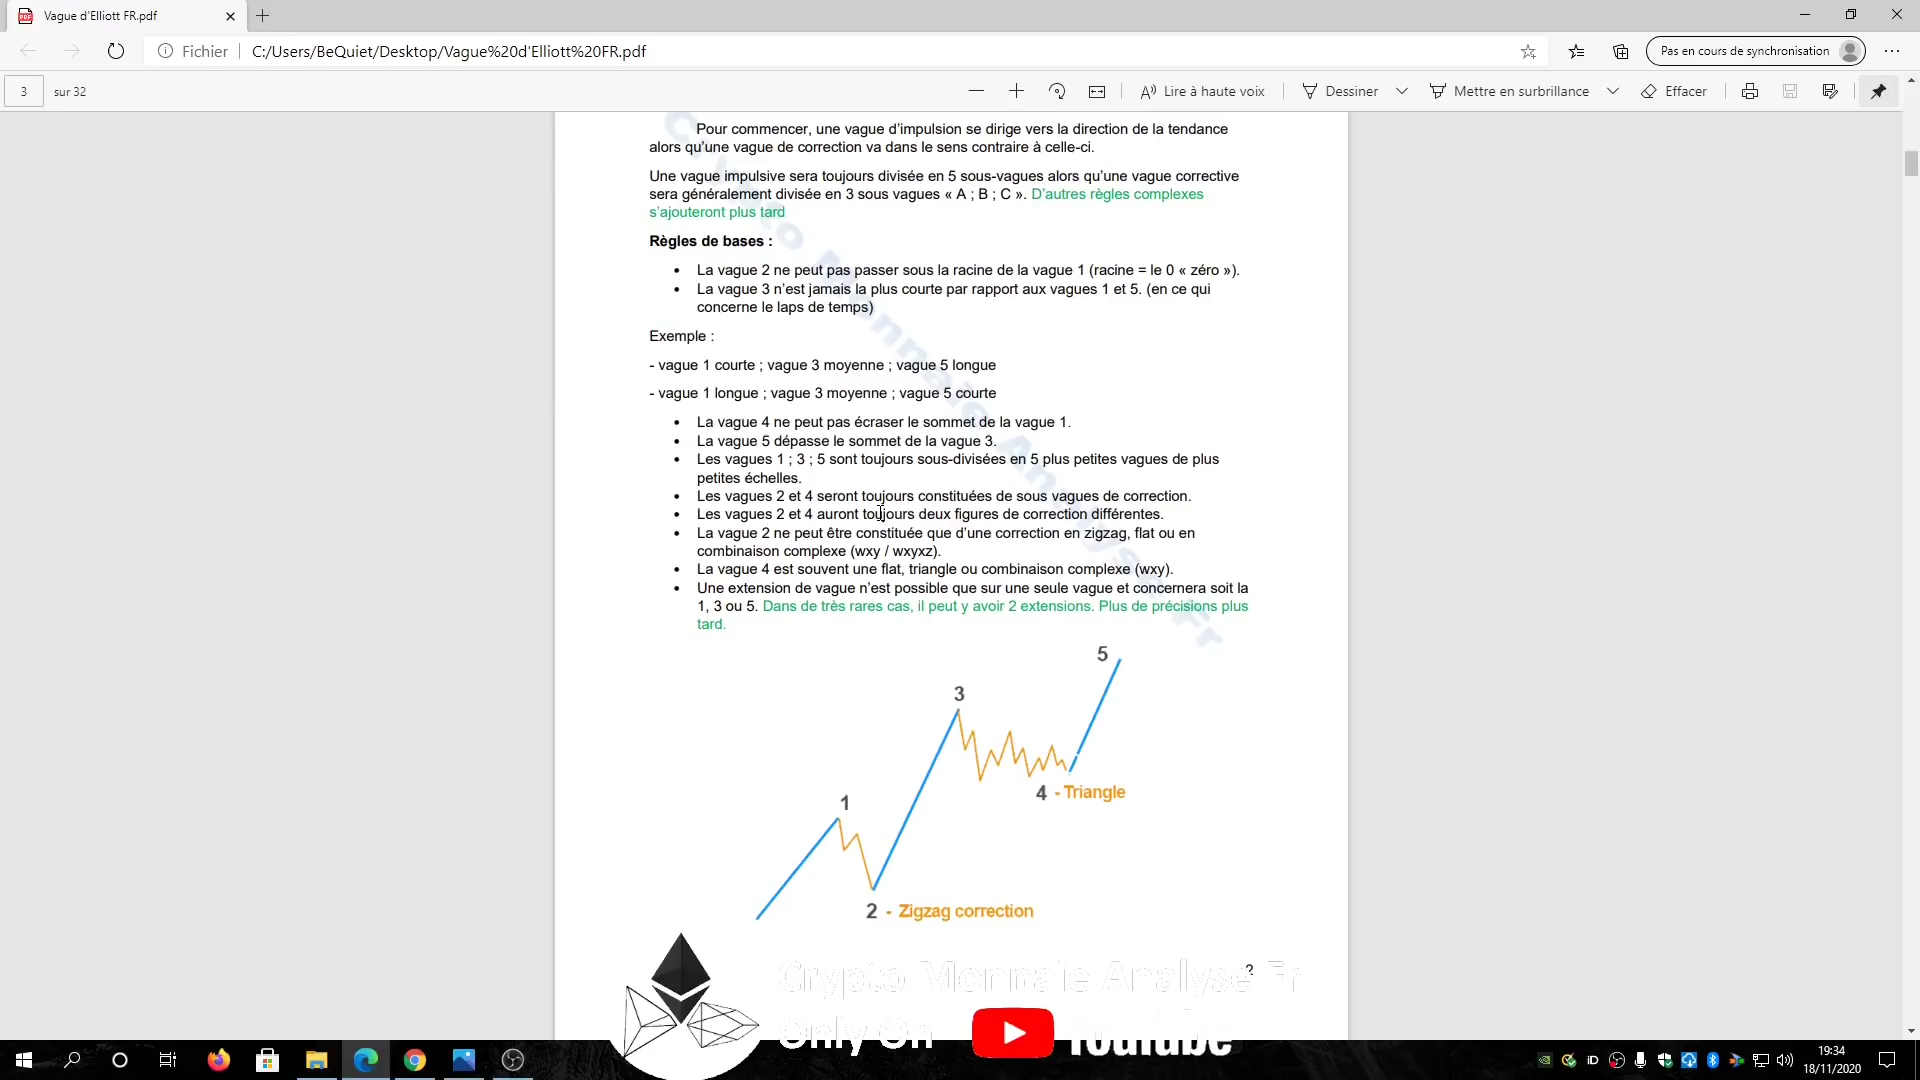 Vague d'Elliott FR.pdf
Fichier
C:/Users/BeQuiet/Desktop/Vague%20d'Elliott%20FR.pdf
Pas en cours de synchronisation
3 sur 32
Lire à haute voix
Dessiner
Mettre en surbrillance
Effacer
Pour commencer, une vague d'impulsion se dirige vers la direction de la tendance
alors qu'une vague de correction va dans le sens contraire à celle-ci.
Une vague impulsive sera toujours divisée en 5 sous-vagues alors qu'une vague corrective
sera généralement divisée en 3 sous vagues « A ; B ; C ». D'autres règles complexes
s'ajouteront plus tard
Règles de bases :
• La vague 2 ne peut pas passer sous la racine de la vague 1 (racine = le 0 « zéro »).
• La vague 3 n'est jamais la plus courte par rapport aux vagues 1 et 5. (en ce qui
concerne le laps de temps)
Exemple :
- vague 1 courte ; vague 3 moyenne ; vague 5 longue
- vague 1 longue ; vague 3 moyenne ; vague 5 courte
• La vague 4 ne peut pas écraser le sommet de la vague 1.
• La vague 5 dépasse le sommet de la vague 3.
• Les vagues 1 ; 3 ; 5 sont toujours sous-divisées en 5 plus petites vagues de plus
petites échelles.
• Les vagues 2 et 4 seront toujours constituées de sous vagues de correction.
• Les vagues 2 et 4 auront toujours deux figures de correction différentes.
• La vague 2 ne peut être constituée que d'une correction en zigzag, flat ou en
combinaison complexe (wxy / wxyxz).
• La vague 4 est souvent une flat, triangle ou combinaison complexe (wxy).
• Une extension de vague n'est possible que sur une seule vague et concernera soit la
1, 3 ou 5. Dans de très rares cas, il peut y avoir 2 extensions. Plus de précisions plus
tard.
Crypto Monnaie Analyse Fr
5
3
1
4 - Triangle
2 - Zigzag correction
?
Crypto Monnaie Analyse Fr
Only On
Youtube
19:34
18/11/2020